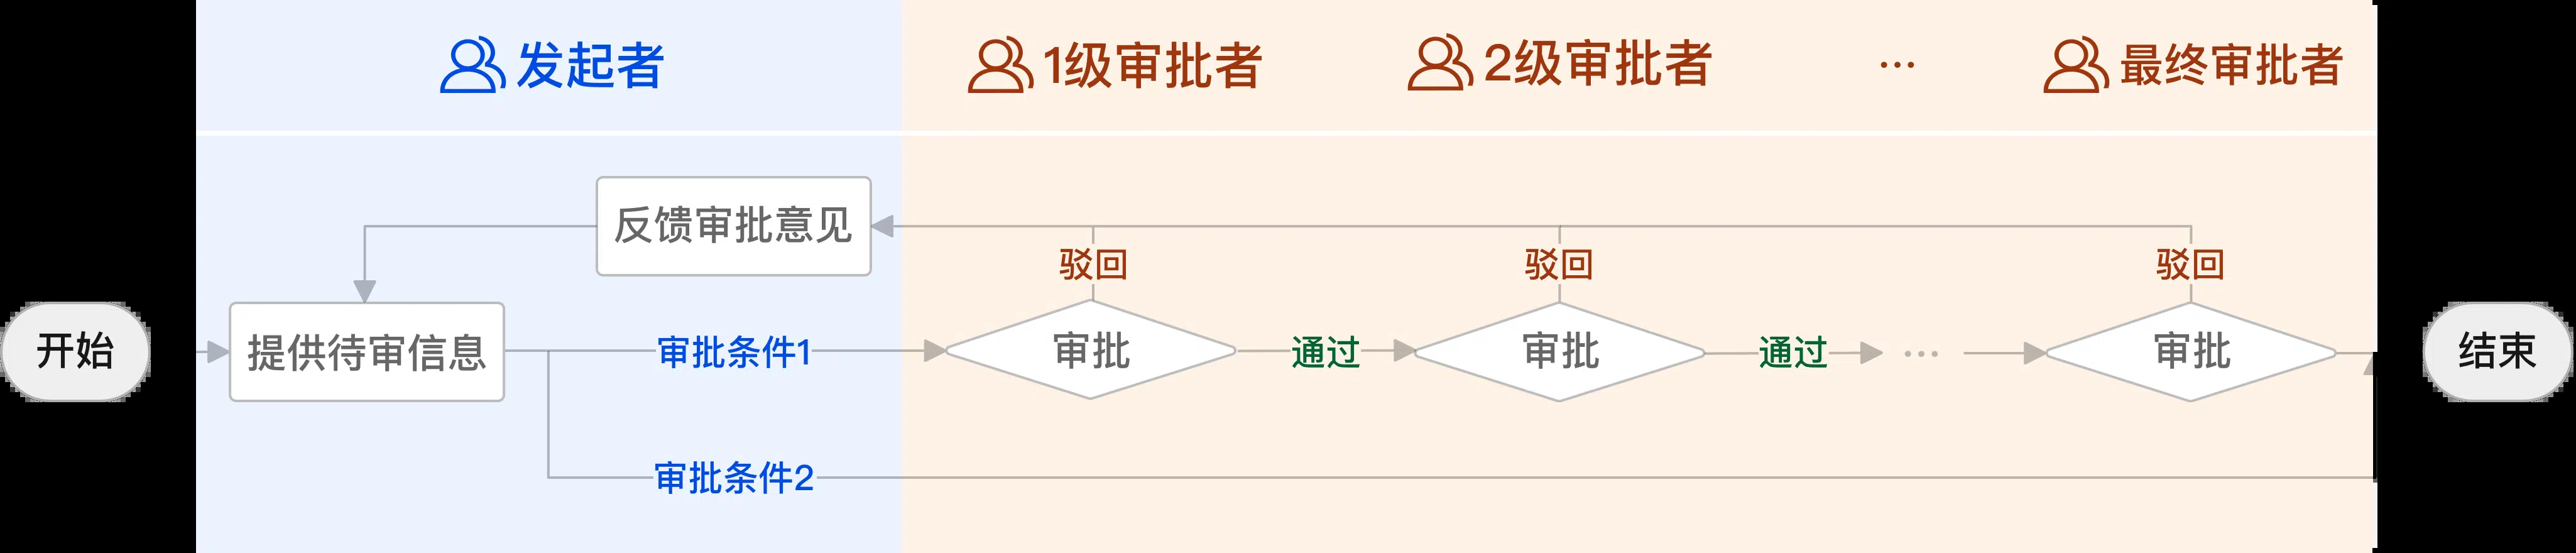 发起者
1级审批者
2级审批者
...
最终审批者
反馈审批意见
驳回
驳回
驳回
开始
提供待审信息
审批条件1
审批
通过
审批
通过
...
审批
结束
审批条件2